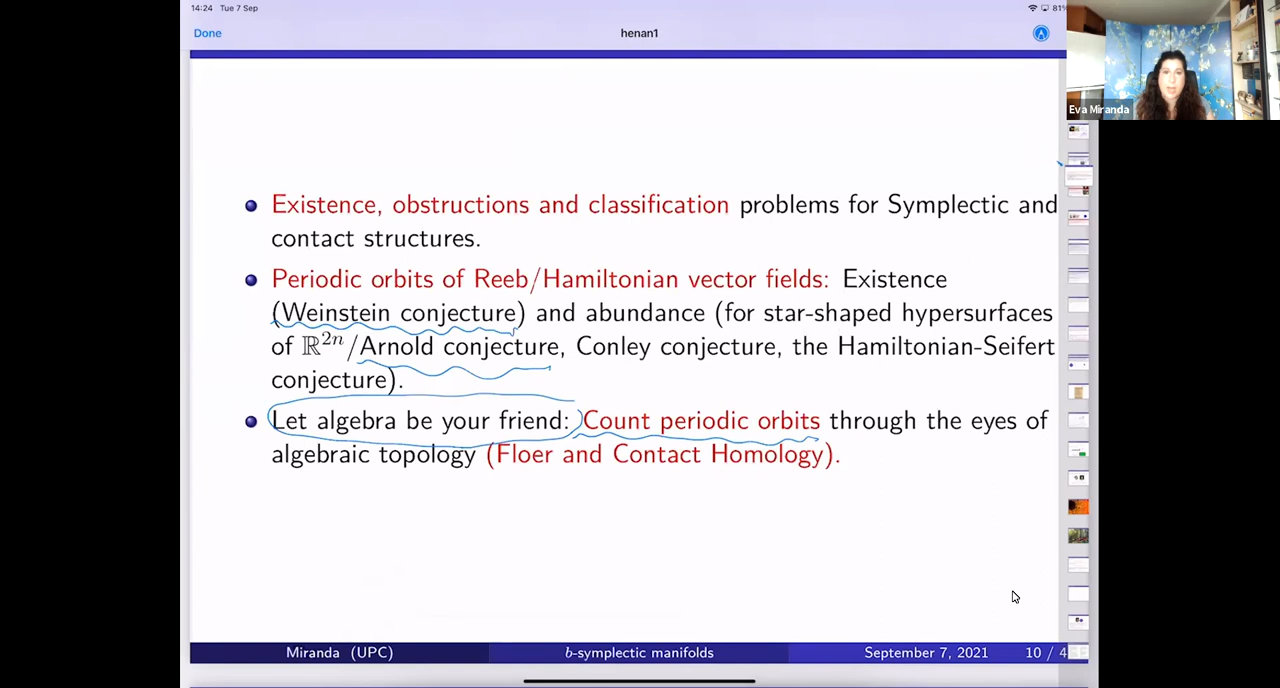 14:24 Tue 7 Sep
81%
Done
henan1
Eva Miranda
Existence, obstructions and classification problems for Symplectic and
contact structures.
Periodic orbits of Reeb/Hamiltonian vector fields: Existence
(Weinstein conjecture) and abundance (for star-shaped hypersurfaces
of ℝ²ⁿ/Arnold conjecture, Conley conjecture, the Hamiltonian-Seifert
conjecture).
Let algebra be your friend: Count periodic orbits through the eyes of
algebraic topology (Floer and Contact Homology).
Miranda (UPC)
b-symplectic manifolds
September 7, 2021
10 / 4